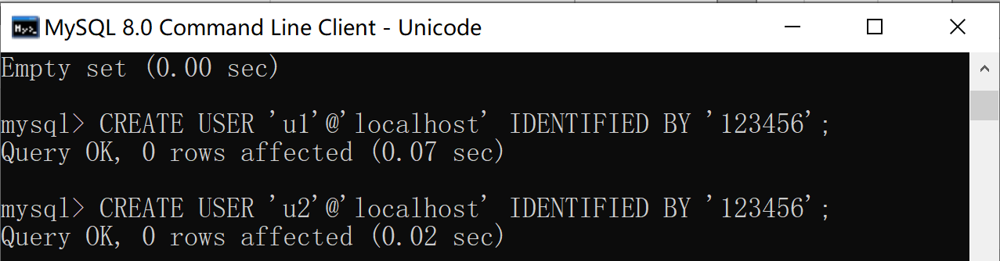 MySQL 8.0 Command Line Client - Unicode
Empty set (0.00 sec)
mysql> CREATE USER 'u1'@'localhost' IDENTIFIED BY '123456';
Query OK, 0 rows affected (0.07 sec)
mysql> CREATE USER 'u2'@'localhost' IDENTIFIED BY '123456';
Query OK, 0 rows affected (0.02 sec)